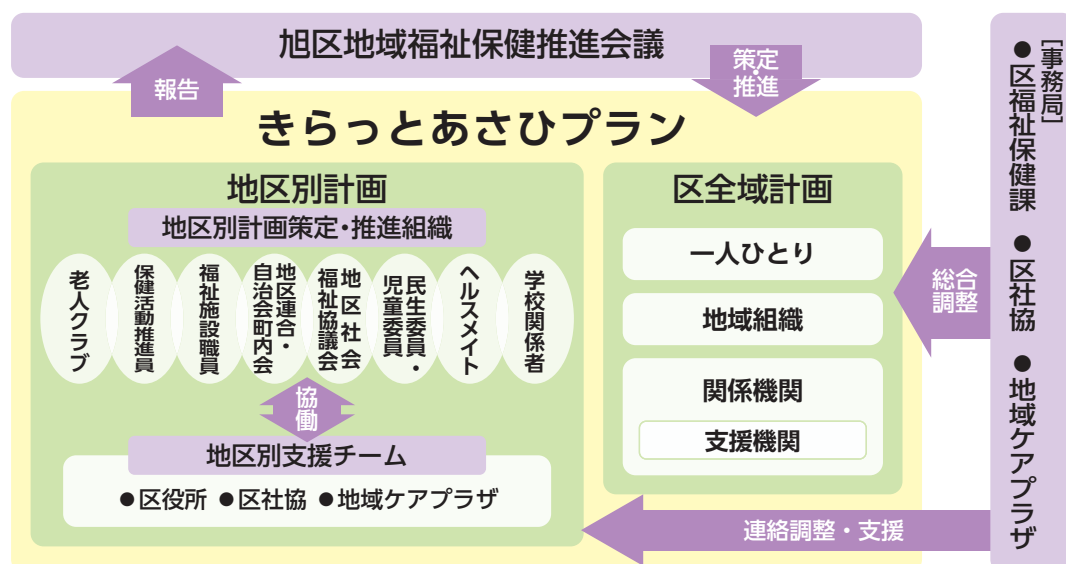 旭区地域福祉保健推進会議
報告
策定・
推進
きらっとあさひプラン
地区別計画
地区別計画策定・推進組織
老人クラブ
保健活動推進員
福祉施設職員
地区連合・
自治会町内会
地区社会
福祉協議会
民生委員・
児童委員
ヘルスメイト
学校関係者
協働
地区別支援チーム
●区役所 ●区社協 ●地域ケアプラザ
区全域計画
一人ひとり
地域組織
関係機関
支援機関
総合
調整
連絡調整・支援
［事務局］
●区福祉保健課 ●区社協 ●地域ケアプラザ